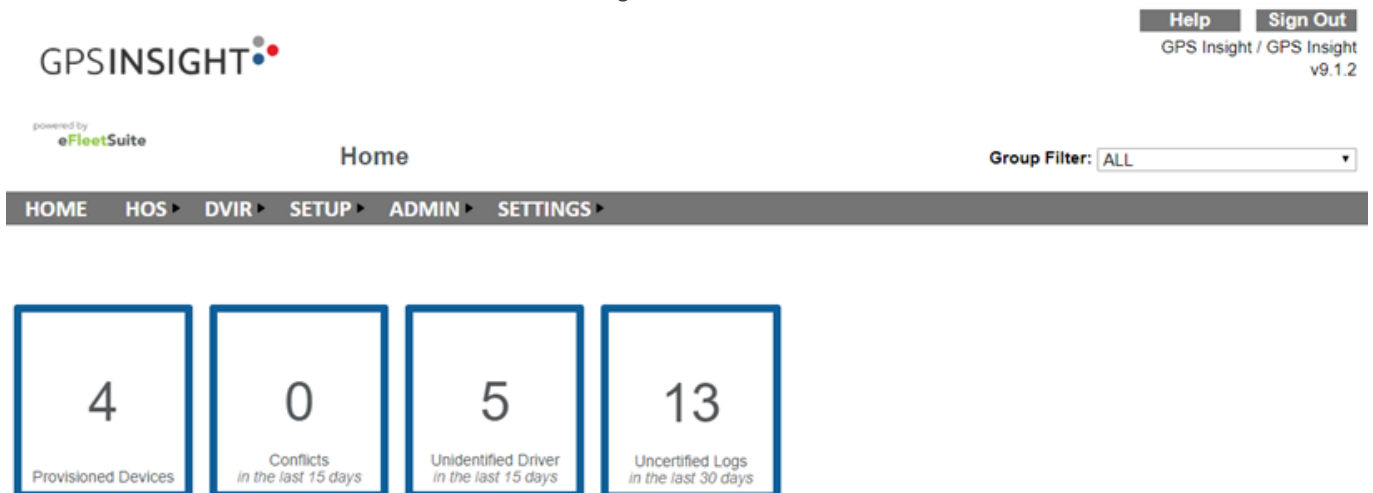 Help Sign Out
GPSINSIGHT
GPS Insight / GPS Insight
v9.1.2
powered by
eFleetSuite
Home
Group Filter: ALL
HOME HOS DVIR SETUP ADMIN SETTINGS
4
Provisioned Devices
0
Conflicts
in the last 15 days
5
Unidentified Driver
in the last 15 days
13
Uncertified Logs
in the last 30 days